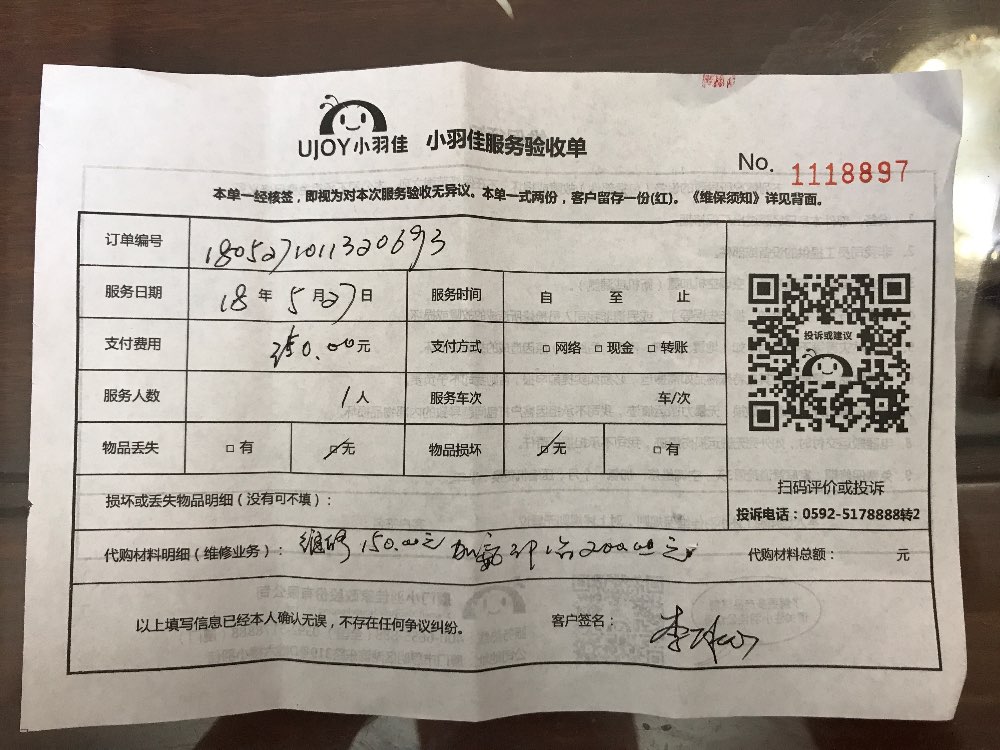 UJOY小羽佳 小羽佳服务验收单
No. 1118897
本单一经核签，即视为对本次服务验收无异议。本单一式两份，客户留存一份(红)。《维保须知》详见背面。
订单编号 1805271011320693
服务日期 18 年 5 月 27 日 服务时间 自 至 止
支付费用 350.00元 支付方式 □ 网络 □ 现金 □ 转账
服务人数 1 人 服务车次 车/次
物品丢失 □ 有 □ 无 物品损坏 □ 无 □ 有
投诉或建议
扫码评价或投诉
投诉电话：0592-5178888转2
损坏或丢失物品明细（没有可不填）：
代购材料明细（维修业务）： 维修 150.00元 加 200.00元 代购材料总额： 元
以上填写信息已经本人确认无误，不存在任何争议纠纷。 客户签名： 李